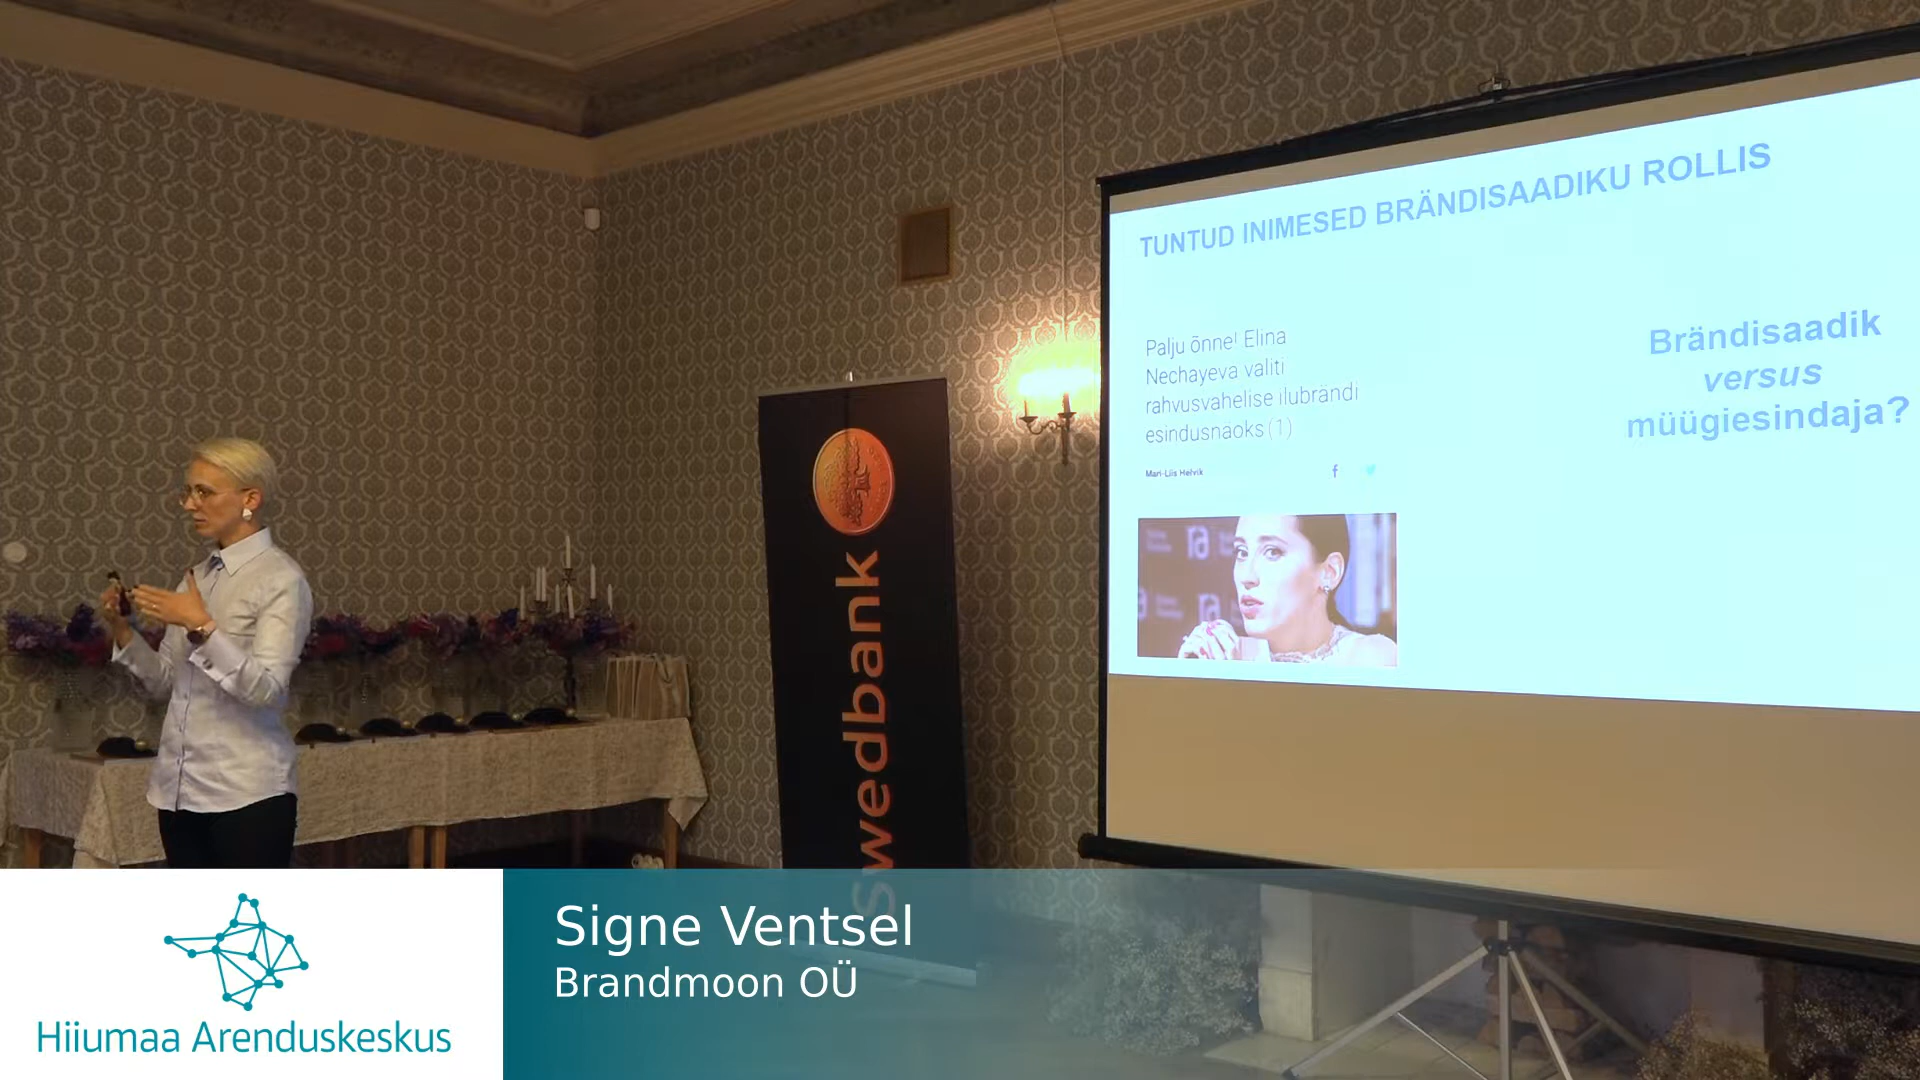 TUNTUD INIMESED BRÄNDISAADIKU ROLLIS
Palju õnne! Elina
Nechayeva valiti
rahvusvahelise ilubrändi
esindusnäoks (1)
Mari-Liis Helvik
Brändisaadik
versus
müügiesindaja?
Swedbank
Signe Ventsel
Brandmoon OÜ
Hiiumaa Arenduskeskus